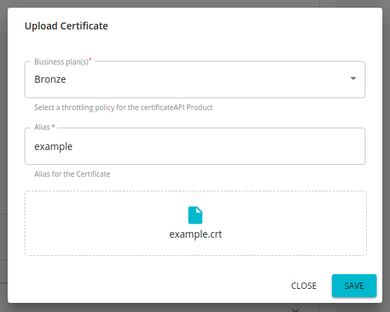 Upload Certificate
Business plan(s)*
Bronze
Select a throttling policy for the certificateAPI Product
Alias *
example
Alias for the Certificate
example.crt
CLOSE
SAVE